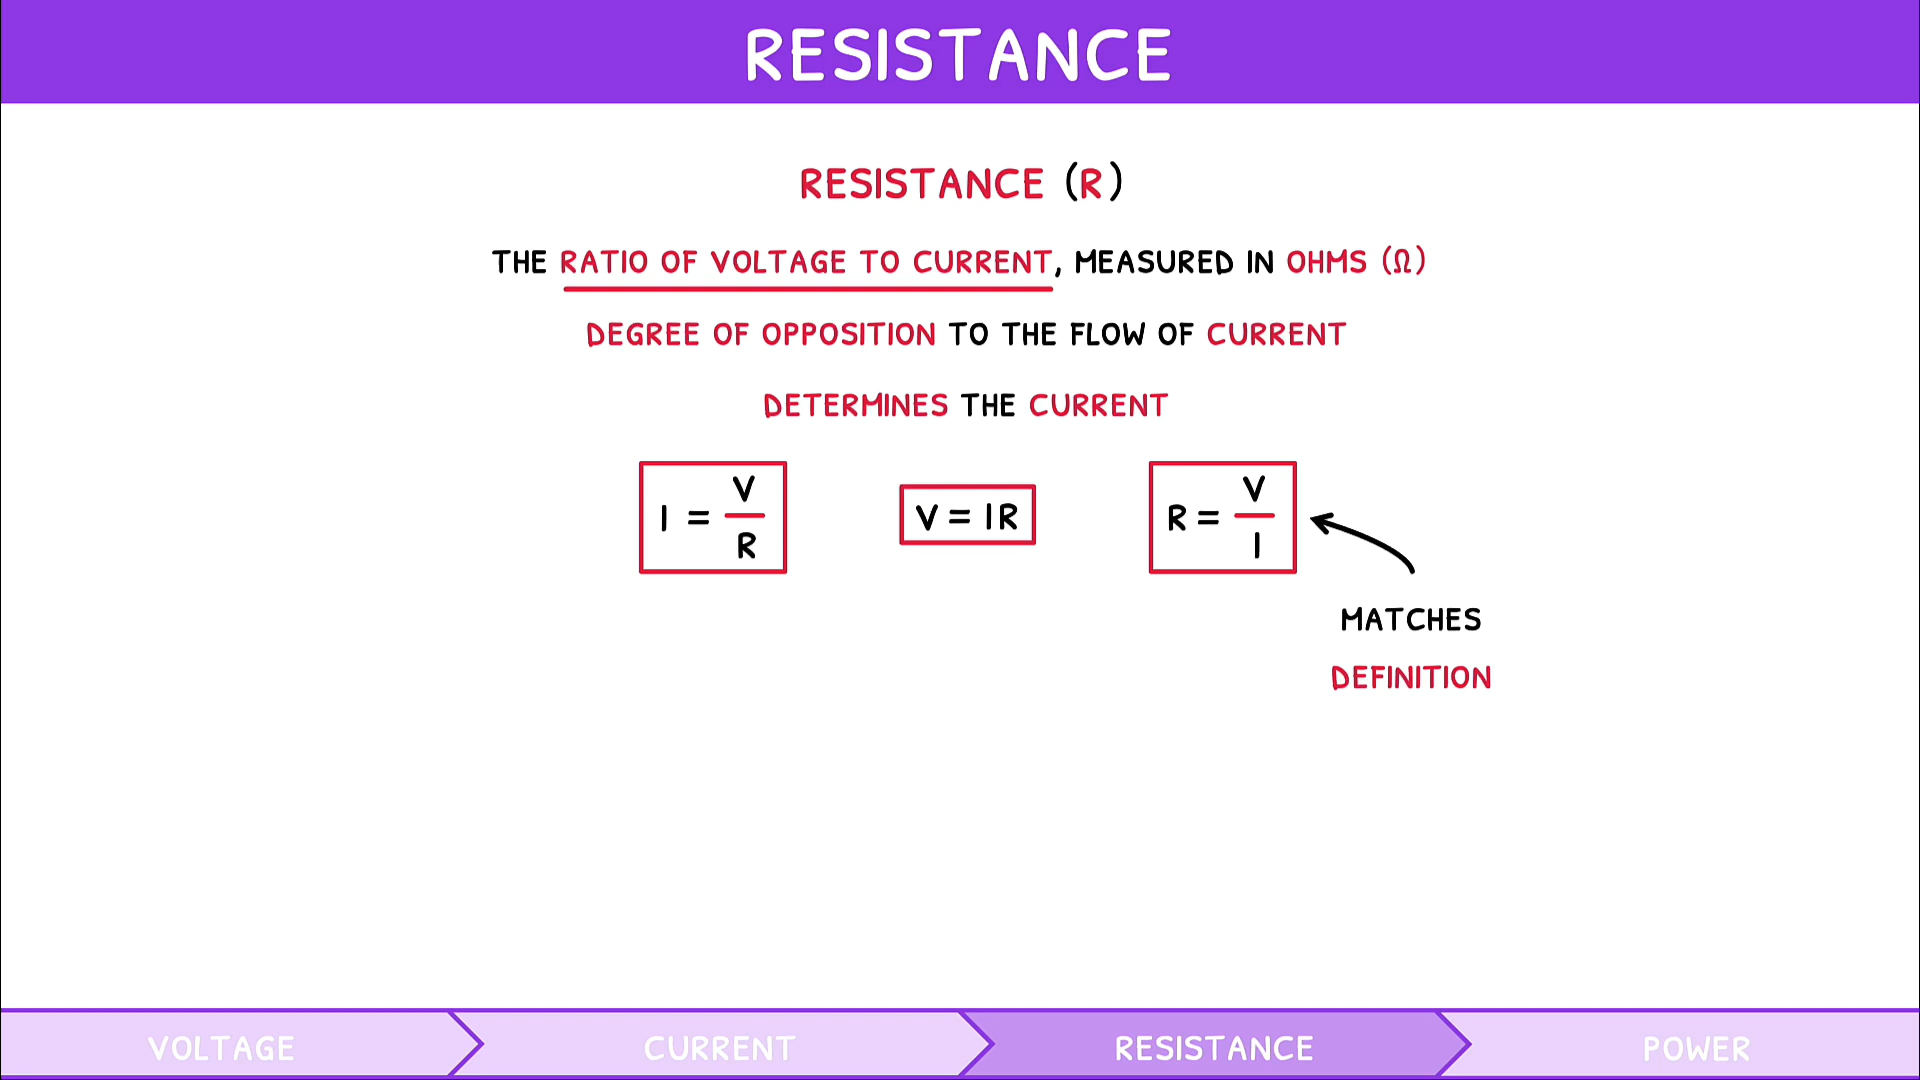 RESISTANCE
RESISTANCE (R)
THE RATIO OF VOLTAGE TO CURRENT, MEASURED IN OHMS (Ω)
DEGREE OF OPPOSITION TO THE FLOW OF CURRENT
DETERMINES THE CURRENT
I = V/R
V = IR
R = V/I
MATCHES
DEFINITION
VOLTAGE
CURRENT
RESISTANCE
POWER